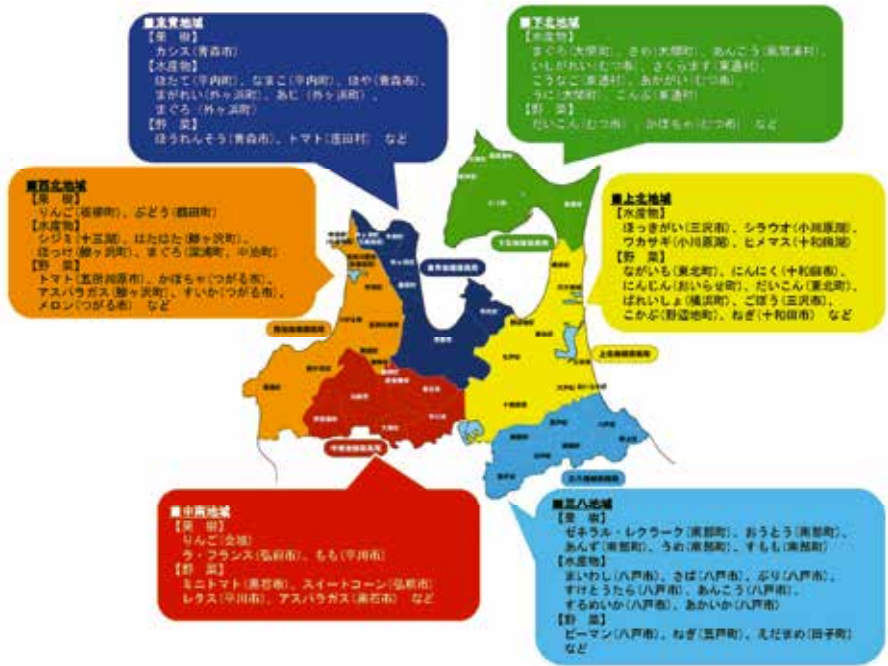 ■東青地域
【果 樹】
カシス(青森市)
【水産物】
ほたて(平内町)、なまこ(平内町)、ほや(青森市)、
まがれい(外ヶ浜町)、あじ(外ヶ浜町)、
まぐろ(外ヶ浜町)
【野 菜】
ほうれんそう(青森市)、トマト(蓬田村) など
■下北地域
【水産物】
まぐろ(大間町)、さめ(大間町)、あんこう(風間浦村)、
いしがれい(むつ市)、さくらます(東通村)、
こうなご(東通村)、あかがい(むつ市)、
うに(大間町)、こんぶ(東通村)
【野 菜】
だいこん(むつ市)、かぼちゃ(むつ市) など
■西北地域
【果 樹】
りんご(板柳町)、ぶどう(鶴田町)
【水産物】
シジミ(十三湖)、はたはた(鰺ヶ沢町)、
ほっけ(鰺ヶ沢町)、まぐろ(深浦町、中泊町)
【野 菜】
トマト(五所川原市)、かぼちゃ(つがる市)、
アスパラガス(鰺ヶ沢町)、すいか(つがる市)、
メロン(つがる市) など
■上北地域
【水産物】
ほっきがい(三沢市)、シラウオ(小川原湖)、
ワカサギ(小川原湖)、ヒメマス(十和田湖)
【野 菜】
ながいも(東北町)、にんにく(十和田市)、
にんじん(おいらせ町)、だいこん(東北町)、
ばれいしょ(横浜町)、ごぼう(三沢市)、
こかぶ(野辺地町)、ねぎ(十和田市) など
■中南地域
【果 樹】
りんご(全域)
ラ・フランス(弘前市)、もも(平川市)
【野 菜】
ミニトマト(黒石市)、スイートコーン(弘前市)
レタス(平川市)、アスパラガス(黒石市) など
■三八地域
【果 樹】
ゼネラル・レクラーク(南部町)、おうとう(南部町)、
あんず(南部町)、うめ(南部町)、すもも(南部町)
【水産物】
まいわし(八戸市)、さば(八戸市)、ぶり(八戸市)、
すけとうたら(八戸市)、あんこう(八戸市)、
するめいか(八戸市)、あかいか(八戸市)
【野 菜】
ピーマン(八戸市)、ねぎ(五戸町)、えだまめ(田子町)
など